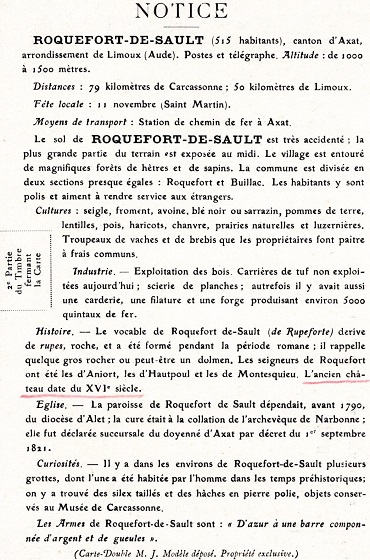 NOTICE
ROQUEFORT-DE-SAULT (515 habitants), canton d'Axat,
arrondissement de Limoux (Aude). Postes et télégraphe. Altitude : de 1000
à 1500 mètres.
Distances : 79 kilomètres de Carcassonne ; 50 kilomètres de Limoux.
Fête locale : 11 novembre (Saint Martin).
Moyens de transport : Station de chemin de fer à Axat.
Le sol de ROQUEFORT-DE-SAULT est très accidenté ; la
plus grande partie du terrain est exposée au midi. Le village est entouré
de magnifiques forêts de hêtres et de sapins. La commune est divisée en
deux sections presque égales : Roquefort et Buillac. Les habitants y sont
polis et aiment à rendre service aux étrangers.
Cultures : seigle, froment, avoine, blé noir ou sarrazin, pommes de terre,
lentilles, pois, haricots, chanvre, prairies naturelles et luzernières.
Troupeaux de vaches et de brebis que les propriétaires font paître
à frais communs.
2e Partie
du Timbre
fermant
la Carte
Industrie. — Exploitation des bois. Carrières de tuf non exploi-
tées aujourd'hui ; scierie de planches ; autrefois il y avait aussi
une carderie, une filature et une forge produisant environ 5000
quintaux de fer.
Histoire. — Le vocable de Roquefort de-Sault (de Rupeforte) derive
de rupes, roche, et a été formé pendant la période romane ; il rappelle
quelque gros rocher ou peut-être un dolmen. Les seigneurs de Roquefort
ont été les d'Aniort, les d'Hautpoul et les de Montesquieu. L'ancien châ-
teau date du XVIe siècle.
Eglise. — La paroisse de Roquefort de Sault dépendait, avant 1790,
du diocèse d'Alet ; la cure était à la collation de l'archevêque de Narbonne ;
elle fut déclarée succursale du doyenné d'Axat par décret du 1er septembre
1821.
Curiosités. — Il y a dans les environs de Roquefort-de-Sault plusieurs
grottes, dont l'une a été habitée par l'homme dans les temps préhistoriques;
on y a trouvé des silex taillés et des hâches en pierre polie, objets conser-
vés au Musée de Carcassonne.
Les Armes de Roquefort-de-Sault sont : « D'azur à une barre compon-
née d'argent et de gueules ».
(Carte-Double M. J. Modèle déposé. Propriété exclusive.)